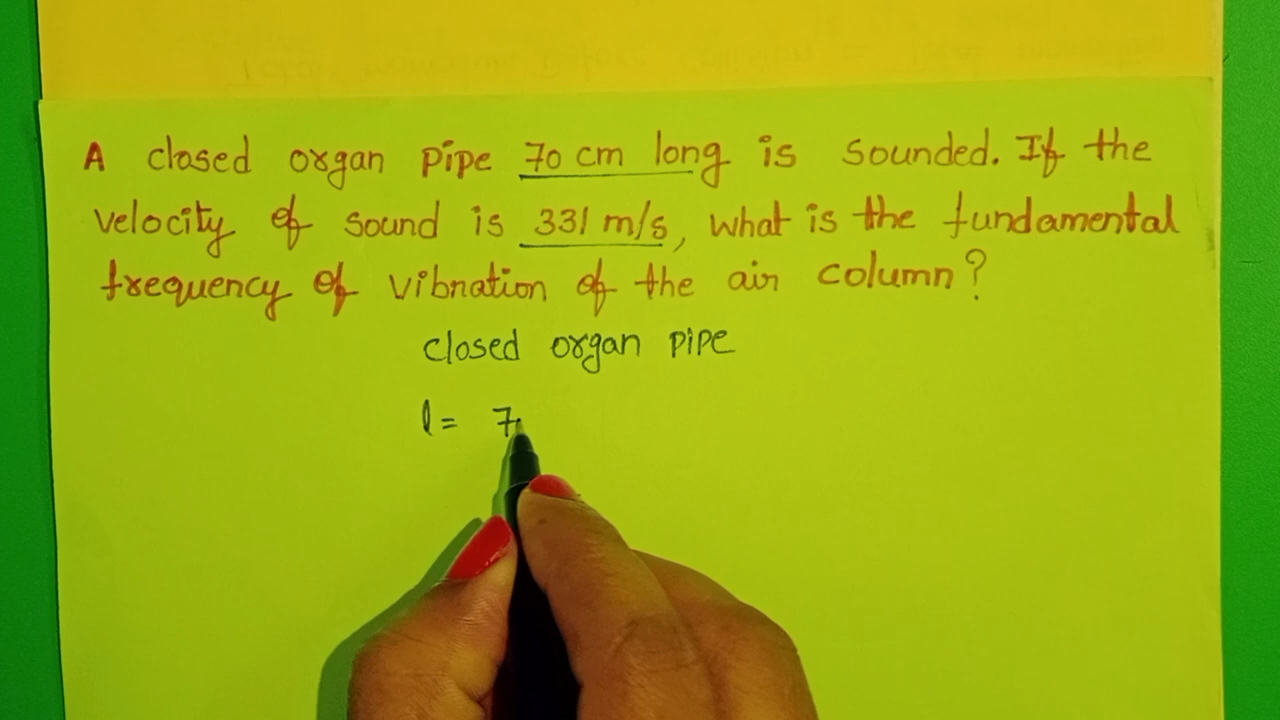 A closed organ pipe 70 cm long is sounded. If the
velocity of sound is 331 m/s, what is the fundamental
frequency of vibration of the air column?
closed organ pipe
l = 7